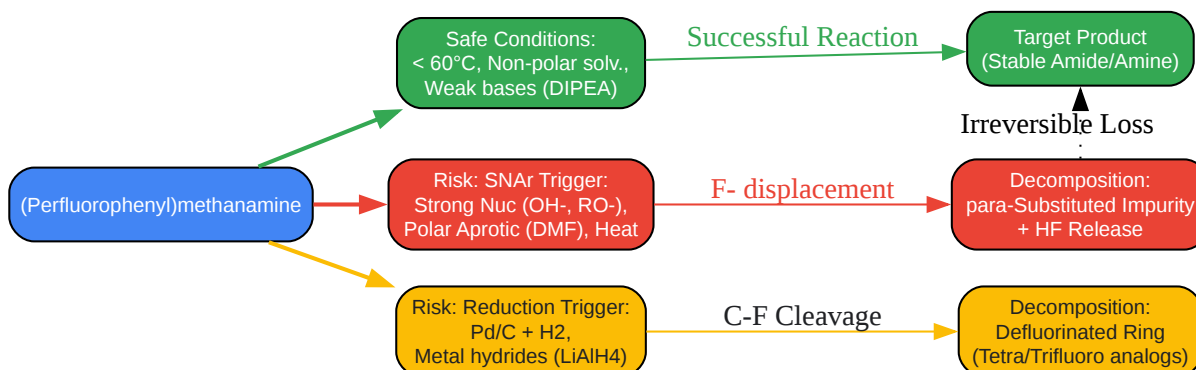 Safe Conditions:
< 60°C, Non-polar solv.,
Weak bases (DIPEA)
Successful Reaction
Target Product
(Stable Amide/Amine)
Irreversible Loss
(Perfluorophenyl)methanamine
Risk: SNAr Trigger:
Strong Nuc (OH-, RO-),
Polar Aprotic (DMF), Heat
F- displacement
Decomposition:
para-Substituted Impurity
+ HF Release
Risk: Reduction Trigger:
Pd/C + H2,
Metal hydrides (LiAlH4)
C-F Cleavage
Decomposition:
Defluorinated Ring
(Tetra/Trifluoro analogs)